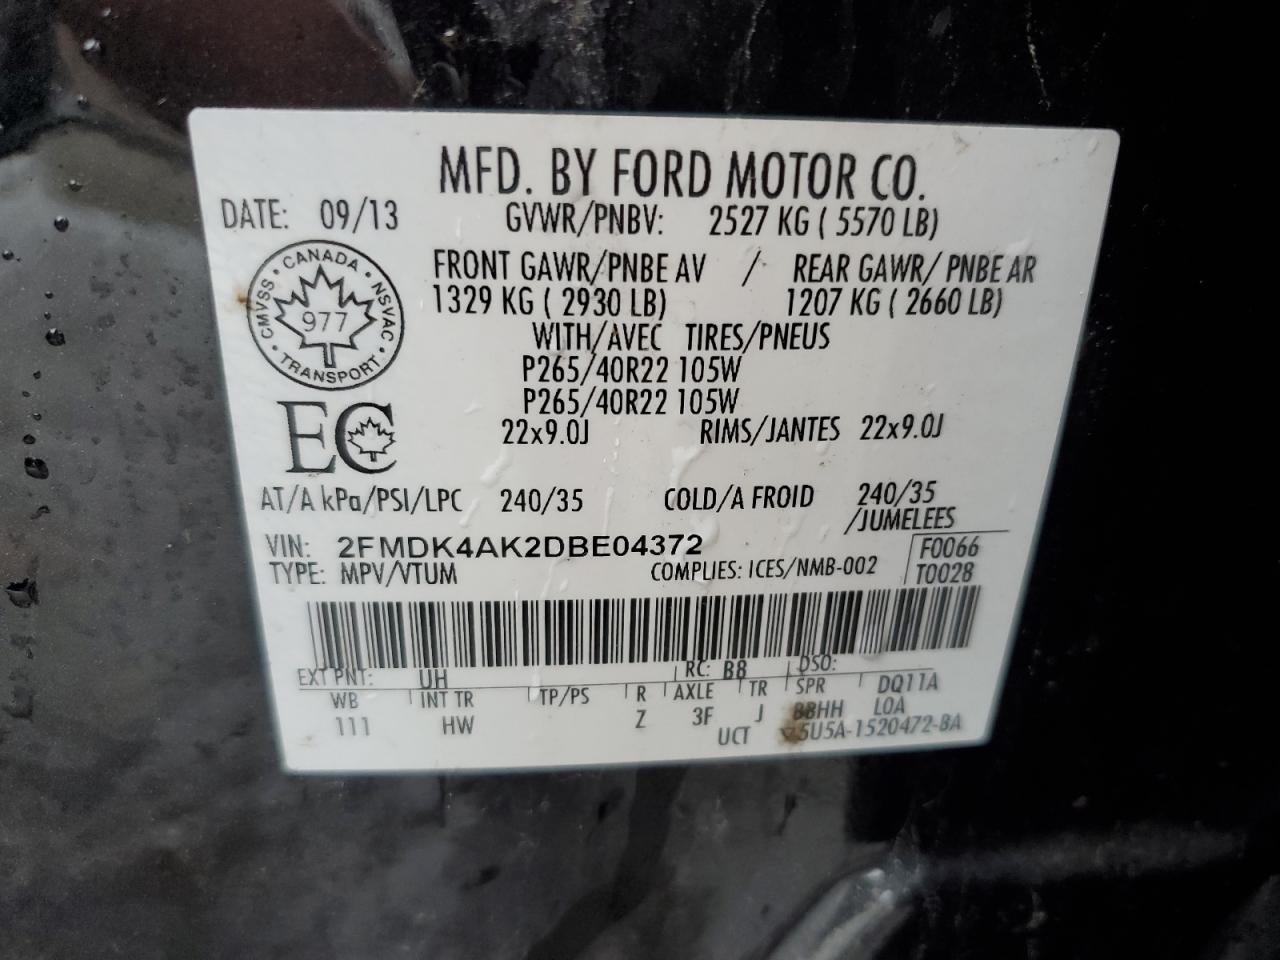 MFD. BY FORD MOTOR CO.
DATE: 09/13 GVWR/PNBV: 2527 KG ( 5570 LB)
FRONT GAWR/PNBE AV / REAR GAWR/ PNBE AR
1329 KG ( 2930 LB) 1207 KG ( 2660 LB)
WITH/AVEC TIRES/PNEUS
P265/40R22 105W
P265/40R22 105W
22x9.0J RIMS/JANTES 22x9.0J
CANADA · NSVAC · TRANSPORT · CMVSS ·
977
EC
AT/A kPa/PSI/LPC 240/35 COLD/A FROID 240/35
/JUMELEES
VIN: 2FMDK4AK2DBE04372 F0066
TYPE: MPV/VTUM COMPLIES: ICES/NMB-002 T0028
EXT PNT: UH RC: B8 DSO:
WB INT TR TP/PS R AXLE TR SPR DQ11A
111 HW Z 3F J BBHH LOA
UCT 5U5A-1520472-BA